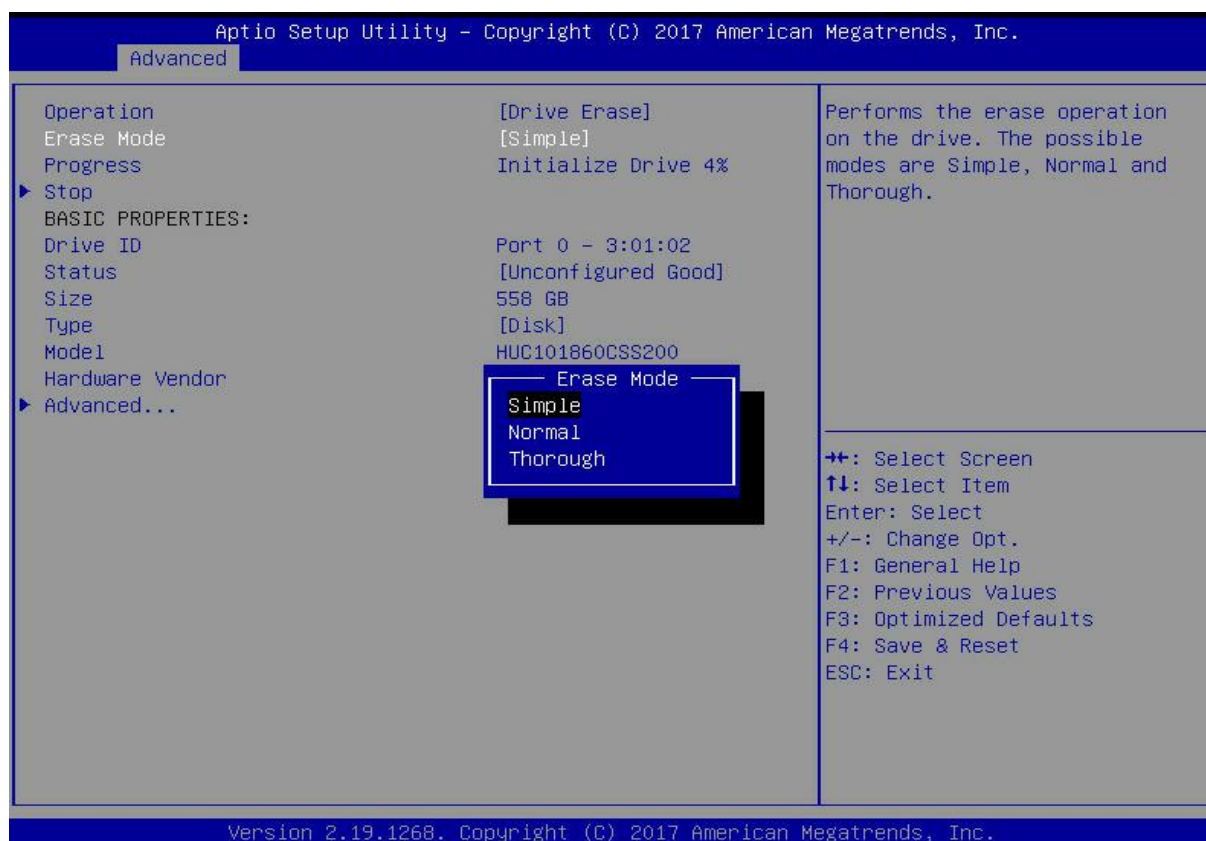 Aptio Setup Utility – Copyright (C) 2017 American Megatrends, Inc.
Advanced
Operation [Drive Erase]
Erase Mode [Simple]
Progress Initialize Drive 4%
► Stop
BASIC PROPERTIES:
Drive ID Port 0 – 3:01:02
Status [Unconfigured Good]
Size 558 GB
Type [Disk]
Model HUC101860CSS200
Hardware Vendor
► Advanced...
Erase Mode
Simple
Normal
Thorough
Performs the erase operation
on the drive. The possible
modes are Simple, Normal and
Thorough.
→←: Select Screen
↑↓: Select Item
Enter: Select
+/-: Change Opt.
F1: General Help
F2: Previous Values
F3: Optimized Defaults
F4: Save & Reset
ESC: Exit
Version 2.19.1268. Copyright (C) 2017 American Megatrends, Inc.